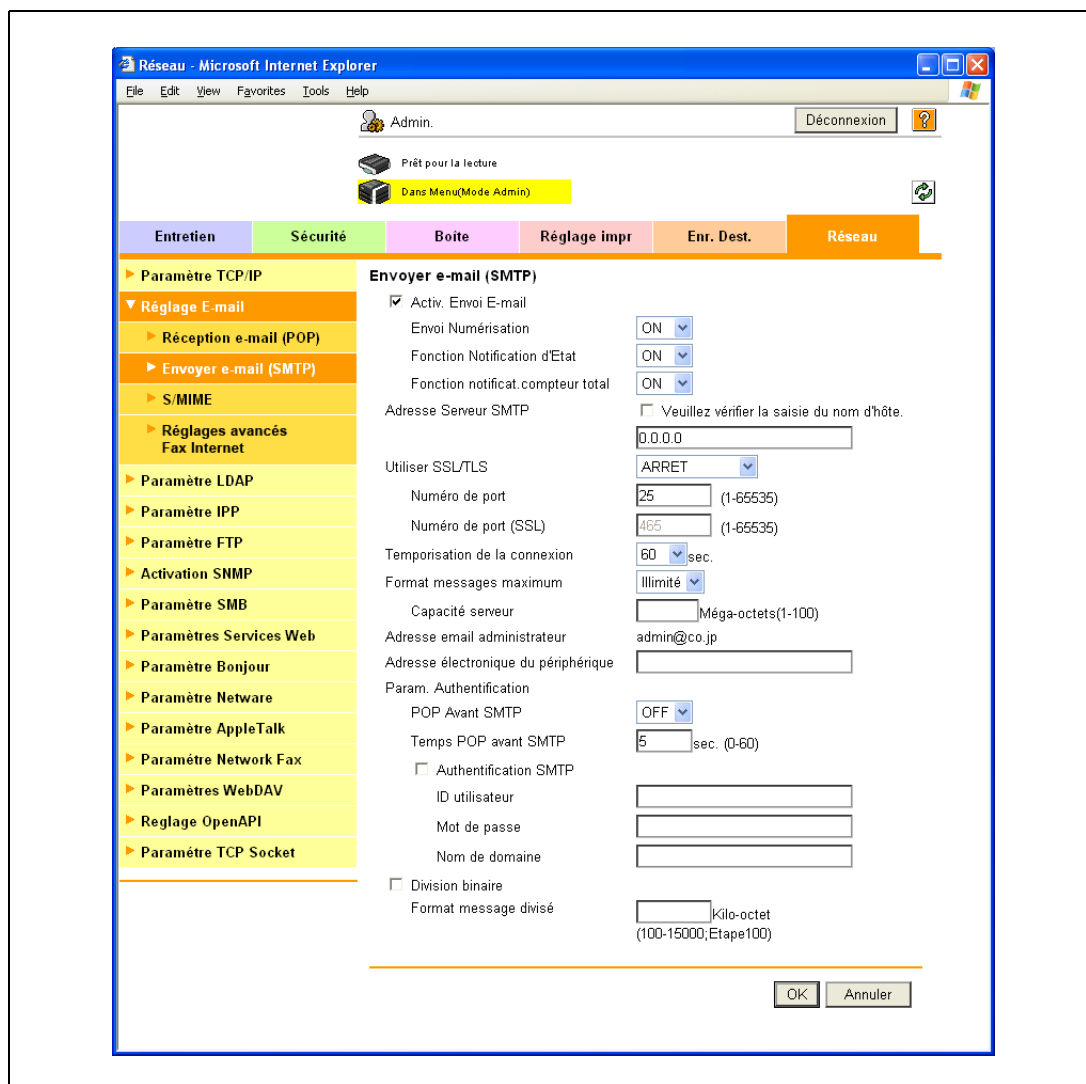 Réseau - Microsoft Internet Explorer
File Edit View Favorites Tools Help
Admin.
Déconnexion
?
Prêt pour la lecture
Dans Menu(Mode Admin)
Entretien Sécurité Boîte Réglage impr Enr. Dest. Réseau
Paramètre TCP/IP
Réglage E-mail
Réception e-mail (POP)
Envoyer e-mail (SMTP)
S/MIME
Réglages avancés
Fax Internet
Paramètre LDAP
Paramètre IPP
Paramètre FTP
Activation SNMP
Paramètre SMB
Paramètres Services Web
Paramètre Bonjour
Paramètre Netware
Paramètre AppleTalk
Paramétre Network Fax
Paramètres WebDAV
Reglage OpenAPI
Paramétre TCP Socket
Envoyer e-mail (SMTP)
Activ. Envoi E-mail
Envoi Numérisation ON
Fonction Notification d'Etat ON
Fonction notificat.compteur total ON
Adresse Serveur SMTP Veuillez vérifier la saisie du nom d'hôte.
0.0.0.0
Utiliser SSL/TLS ARRET
Numéro de port 25 (1-65535)
Numéro de port (SSL) 465 (1-65535)
Temporisation de la connexion 60 sec.
Format messages maximum Illimité
Capacité serveur Méga-octets(1-100)
Adresse email administrateur admin@co.jp
Adresse électronique du périphérique
Param. Authentification
POP Avant SMTP OFF
Temps POP avant SMTP 5 sec. (0-60)
Authentification SMTP
ID utilisateur
Mot de passe
Nom de domaine
Division binaire
Format message divisé Kilo-octet
(100-15000;Etape100)
OK Annuler